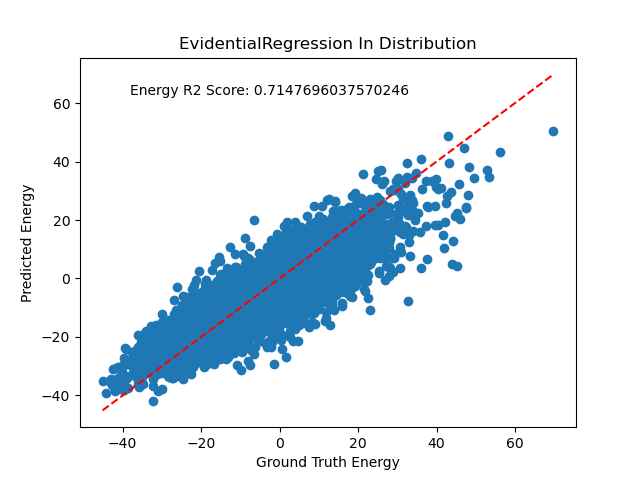 EvidentialRegression In Distribution
Energy R2 Score: 0.7147696037570246
60
40
20
0
−20
−40
Predicted Energy
−40 −20 0 20 40 60
Ground Truth Energy